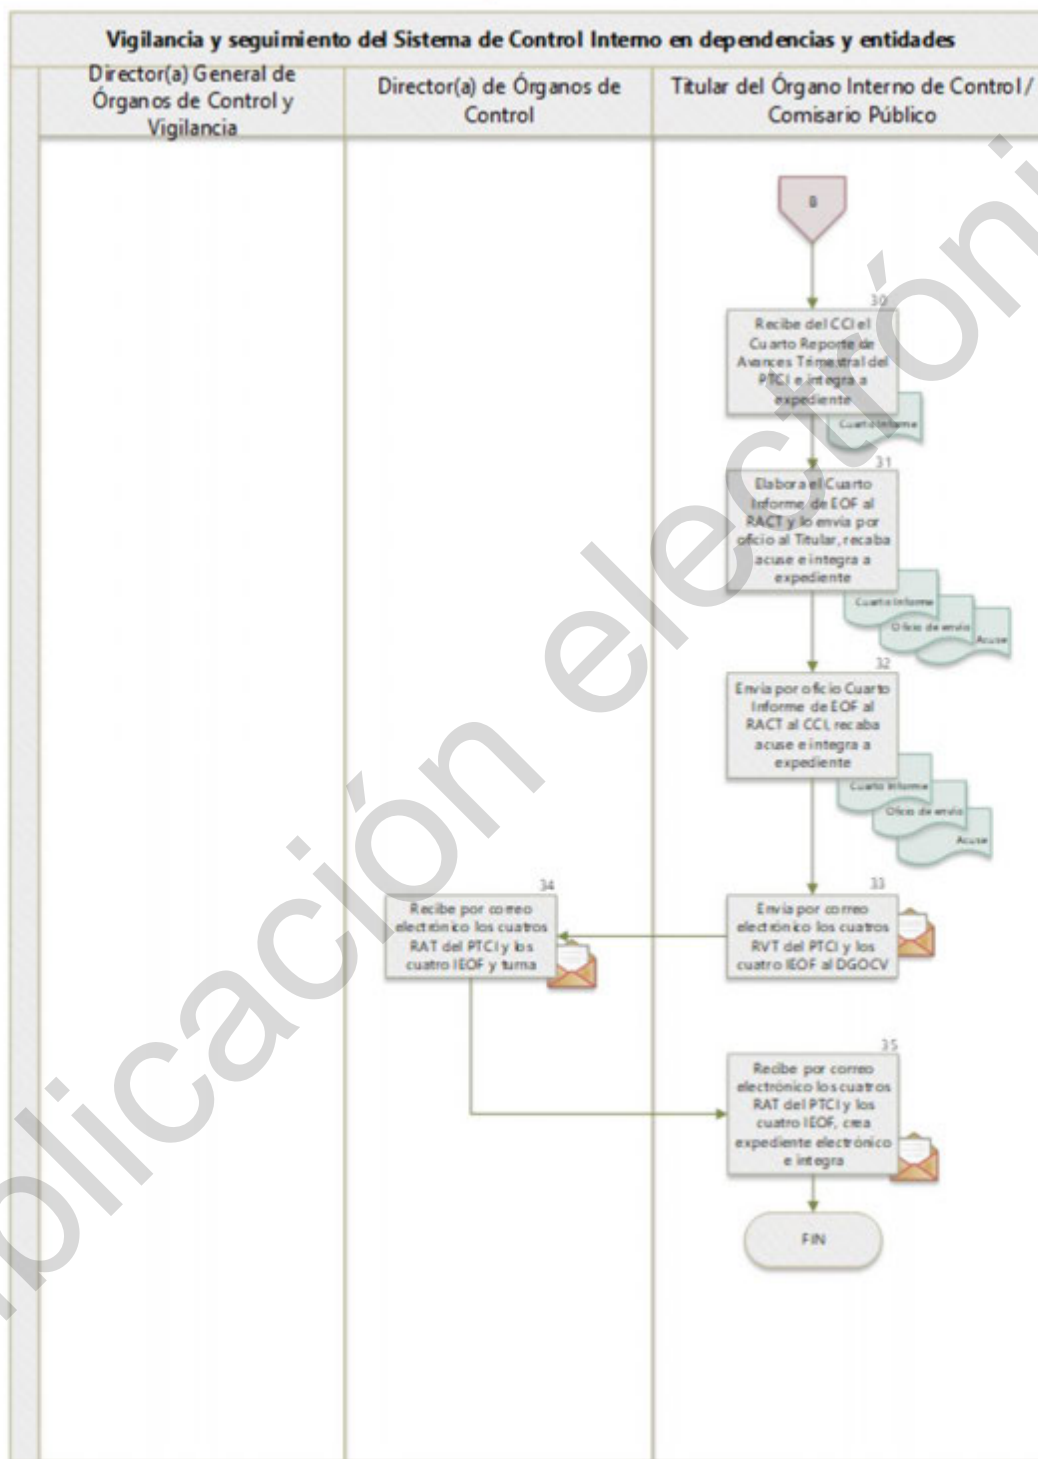 Vigilancia y seguimiento del Sistema de Control Interno en dependencias y entidades
Director(a) General de
Órganos de Control y
Vigilancia
Director(a) de Órganos de
Control
Titular del Órgano Interno de Control /
Comisario Público
B
30
Recibe del CCI el
Cuarto Reporte de
Avances Trimestral del
PTCI e integra a
expediente
Cuarto Informe
31
Elabora el Cuarto
Informe de EOF al
RACT y lo envía por
oficio al Titular, recaba
acuse e integra a
expediente
Cuarto Informe
Oficio de envío
Acuse
32
Envía por oficio Cuarto
Informe de EOF al
RACT al CCI, recaba
acuse e integra a
expediente
Cuarto Informe
Oficio de envío
Acuse
33
Envía por correo
electrónico los cuatros
RVT del PTCI y los
cuatro IEOF al DGOCV
34
Recibe por correo
electrónico los cuatros
RAT del PTCI y los
cuatro IEOF y turna
35
Recibe por correo
electrónico los cuatros
RAT del PTCI y los
cuatro IEOF, crea
expediente electrónico
e integra
FIN
plicación electróni